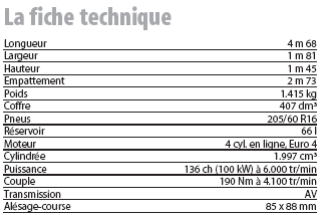 La fiche technique
Longueur 4 m 68
Largeur 1 m 81
Hauteur 1 m 45
Empattement 2 m 73
Poids 1.415 kg
Coffre 407 dm³
Pneus 205/60 R16
Réservoir 66 l
Moteur 4 cyl. en ligne, Euro 4
Cylindrée 1.997 cm³
Puissance 136 ch (100 kW) à 6.000 tr/min
Couple 190 Nm à 4.100 tr/min
Transmission AV
Alésage-course 85 x 88 mm